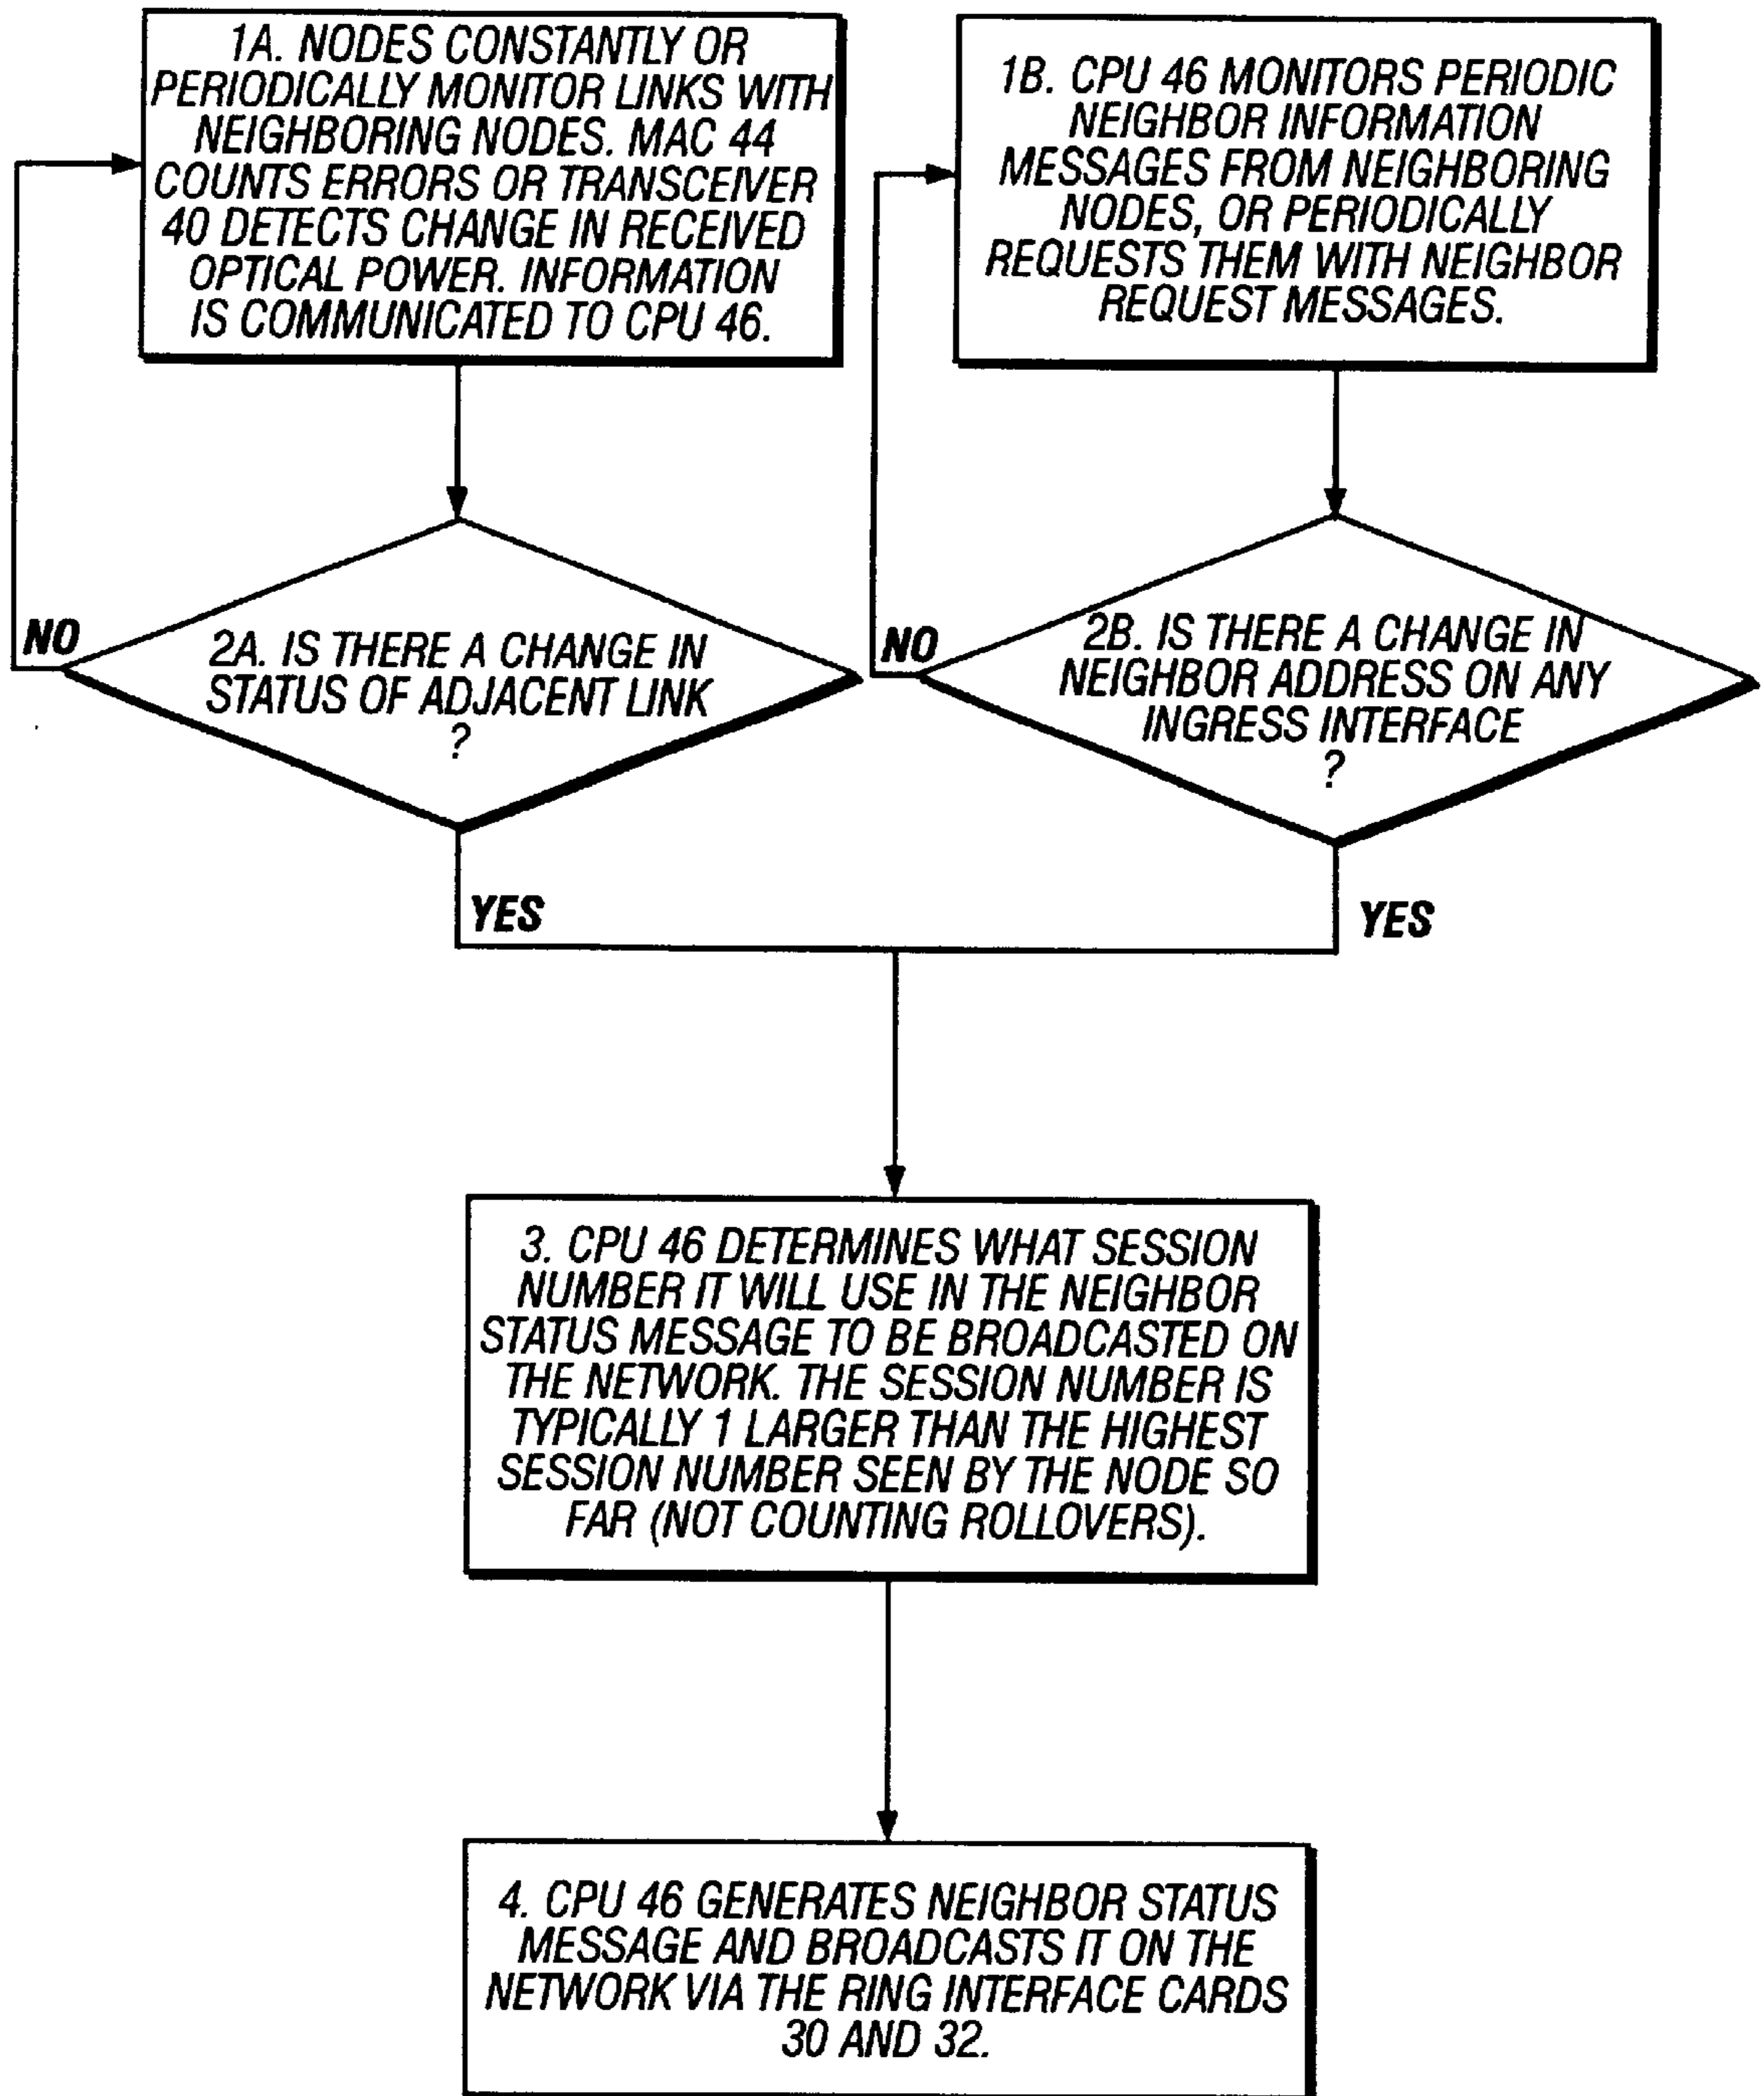 1A. NODES CONSTANTLY OR
PERIODICALLY MONITOR LINKS WITH
NEIGHBORING NODES. MAC 44
COUNTS ERRORS OR TRANSCEIVER
40 DETECTS CHANGE IN RECEIVED
OPTICAL POWER. INFORMATION
IS COMMUNICATED TO CPU 46.
1B. CPU 46 MONITORS PERIODIC
NEIGHBOR INFORMATION
MESSAGES FROM NEIGHBORING
NODES, OR PERIODICALLY
REQUESTS THEM WITH NEIGHBOR
REQUEST MESSAGES.
NO
2A. IS THERE A CHANGE IN
STATUS OF ADJACENT LINK
?
NO
2B. IS THERE A CHANGE IN
NEIGHBOR ADDRESS ON ANY
INGRESS INTERFACE
?
YES
YES
3. CPU 46 DETERMINES WHAT SESSION
NUMBER IT WILL USE IN THE NEIGHBOR
STATUS MESSAGE TO BE BROADCASTED ON
THE NETWORK. THE SESSION NUMBER IS
TYPICALLY 1 LARGER THAN THE HIGHEST
SESSION NUMBER SEEN BY THE NODE SO
FAR (NOT COUNTING ROLLOVERS).
4. CPU 46 GENERATES NEIGHBOR STATUS
MESSAGE AND BROADCASTS IT ON THE
NETWORK VIA THE RING INTERFACE CARDS
30 AND 32.